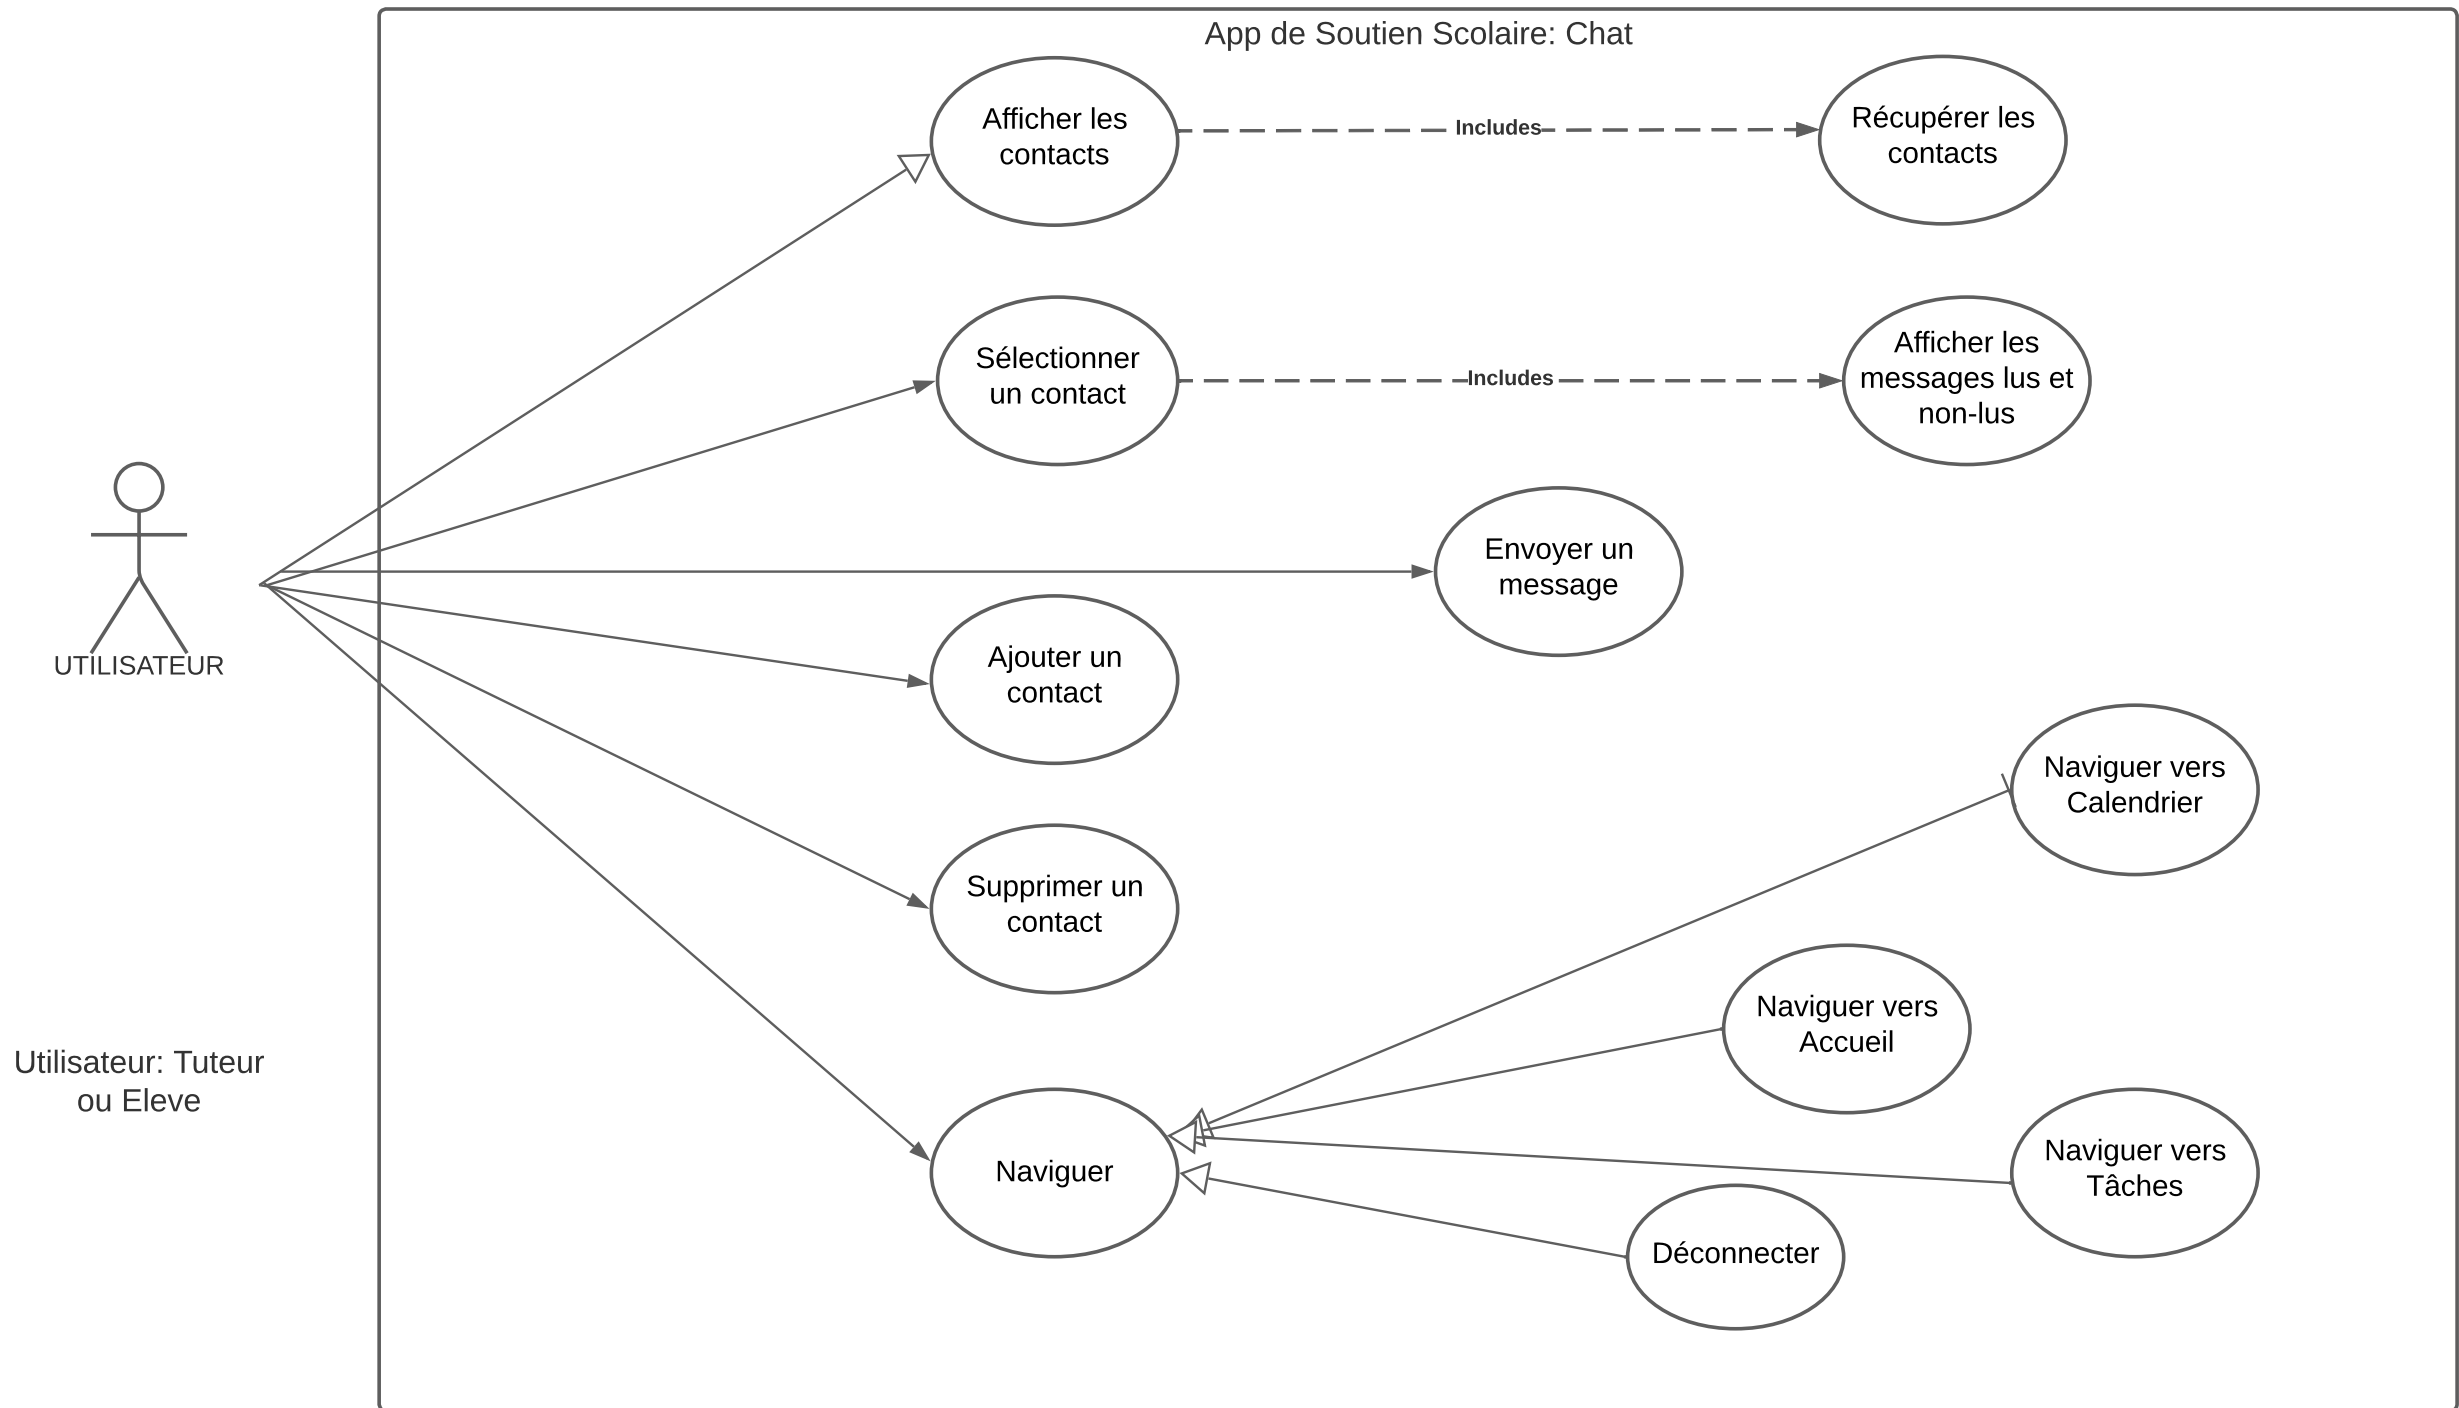 App de Soutien Scolaire: Chat
Afficher les
contacts
Includes
Récupérer les
contacts
Sélectionner
un contact
Includes
Afficher les
messages lus et
non-lus
Envoyer un
message
UTILISATEUR
Ajouter un
contact
Naviguer vers
Calendrier
Supprimer un
contact
Naviguer vers
Accueil
Utilisateur: Tuteur
ou Eleve
Naviguer
Naviguer vers
Tâches
Déconnecter